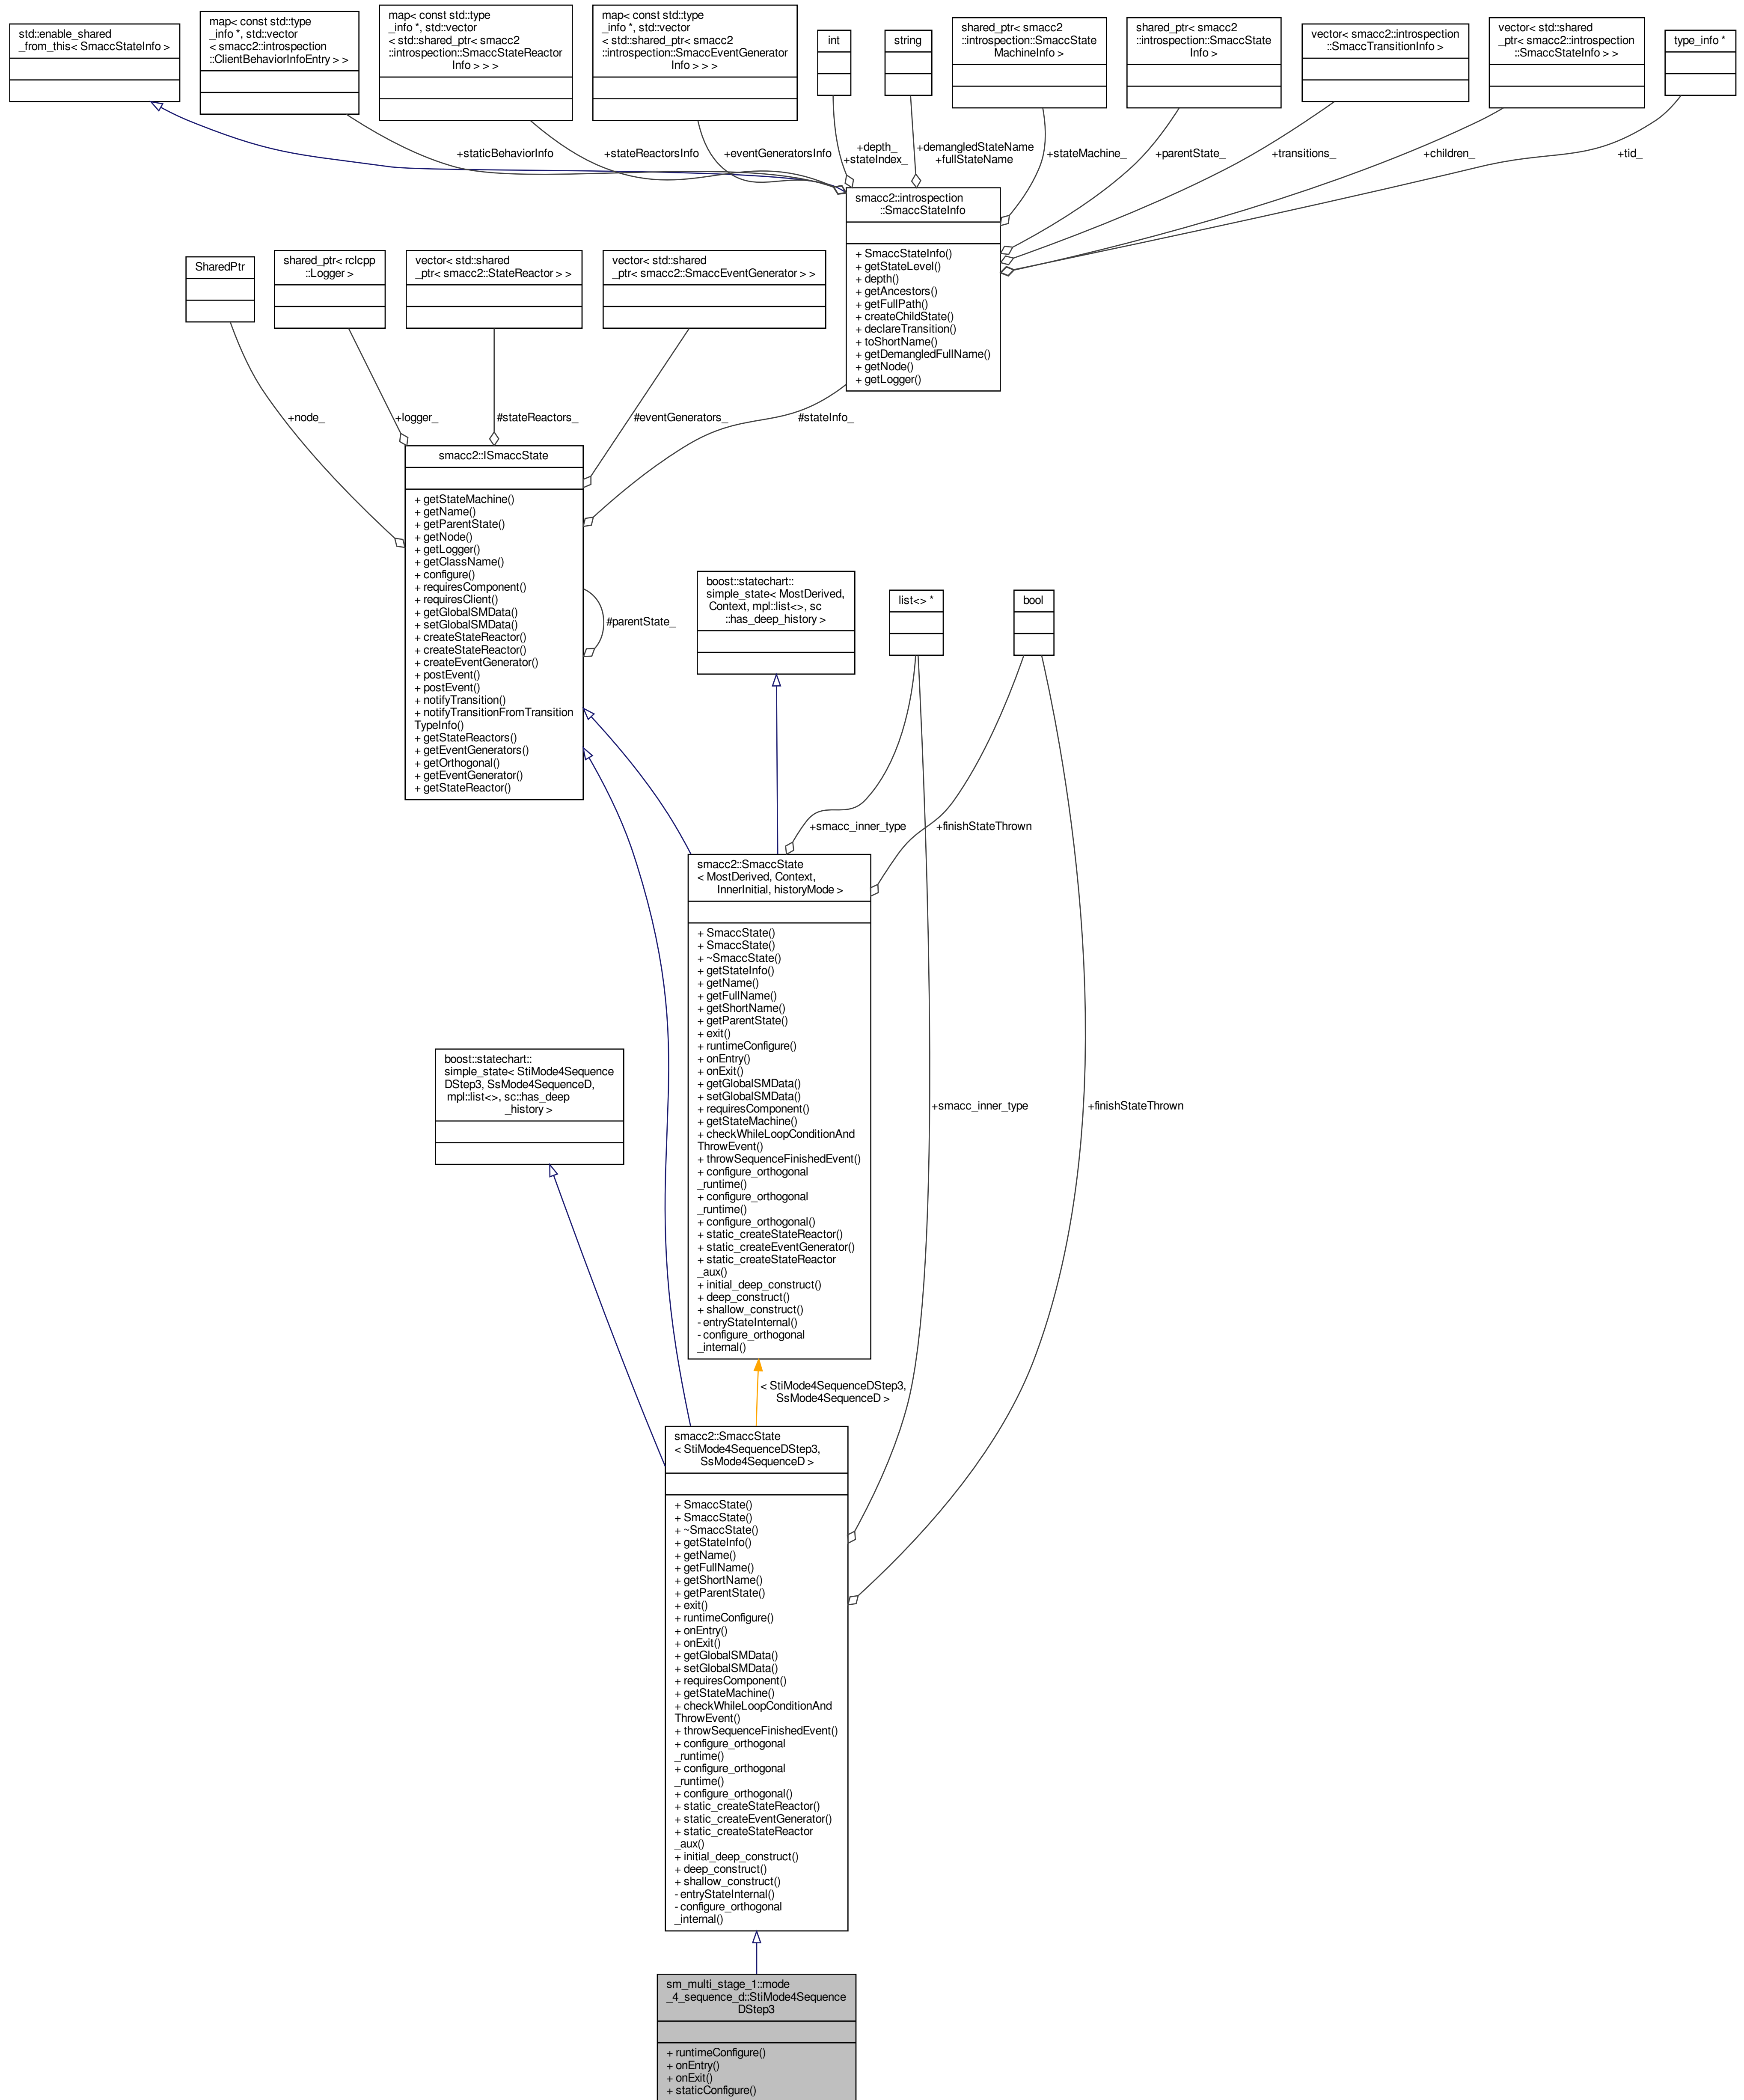 std::enable_shared
_from_this< SmaccStateInfo >
map< const std::type
_info *, std::vector
< smacc2::introspection
::ClientBehaviorInfoEntry > >
map< const std::type
_info *, std::vector
< std::shared_ptr< smacc2
::introspection::SmaccStateReactor
Info > > >
map< const std::type
_info *, std::vector
< std::shared_ptr< smacc2
::introspection::SmaccEventGenerator
Info > > >
int
string
shared_ptr< smacc2
::introspection::SmaccState
MachineInfo >
shared_ptr< smacc2
::introspection::SmaccState
Info >
vector< smacc2::introspection
::SmaccTransitionInfo >
vector< std::shared
_ptr< smacc2::introspection
::SmaccStateInfo > >
type_info *
+staticBehaviorInfo
+stateReactorsInfo
+eventGeneratorsInfo
+depth_
+stateIndex_
+demangledStateName
+fullStateName
+stateMachine_
+parentState_
+transitions_
+children_
+tid_
smacc2::introspection
::SmaccStateInfo
+ SmaccStateInfo()
+ getStateLevel()
+ depth()
+ getAncestors()
+ getFullPath()
+ createChildState()
+ declareTransition()
+ toShortName()
+ getDemangledFullName()
+ getNode()
+ getLogger()
SharedPtr
shared_ptr< rclcpp
::Logger >
vector< std::shared
_ptr< smacc2::StateReactor > >
vector< std::shared
_ptr< smacc2::SmaccEventGenerator > >
+node_
+logger_
#stateReactors_
#eventGenerators_
#stateInfo_
smacc2::ISmaccState
+ getStateMachine()
+ getName()
+ getParentState()
+ getNode()
+ getLogger()
+ getClassName()
+ configure()
+ requiresComponent()
+ requiresClient()
+ getGlobalSMData()
+ setGlobalSMData()
+ createStateReactor()
+ createStateReactor()
+ createEventGenerator()
+ postEvent()
+ postEvent()
+ notifyTransition()
+ notifyTransitionFromTransition
TypeInfo()
+ getStateReactors()
+ getEventGenerators()
+ getOrthogonal()
+ getEventGenerator()
+ getStateReactor()
#parentState_
boost::statechart::
simple_state< MostDerived,
Context, mpl::list<>, sc
::has_deep_history >
list<> *
bool
+smacc_inner_type
+finishStateThrown
smacc2::SmaccState
< MostDerived, Context,
InnerInitial, historyMode >
+ SmaccState()
+ SmaccState()
+ ~SmaccState()
+ getStateInfo()
+ getName()
+ getFullName()
+ getShortName()
+ getParentState()
+ exit()
+ runtimeConfigure()
+ onEntry()
+ onExit()
+ getGlobalSMData()
+ setGlobalSMData()
+ requiresComponent()
+ getStateMachine()
+ checkWhileLoopConditionAnd
ThrowEvent()
+ throwSequenceFinishedEvent()
+ configure_orthogonal
_runtime()
+ configure_orthogonal
_runtime()
+ configure_orthogonal()
+ static_createStateReactor()
+ static_createEventGenerator()
+ static_createStateReactor
_aux()
+ initial_deep_construct()
+ deep_construct()
+ shallow_construct()
- entryStateInternal()
- configure_orthogonal
_internal()
boost::statechart::
simple_state< StiMode4Sequence
DStep3, SsMode4SequenceD,
mpl::list<>, sc::has_deep
_history >
+smacc_inner_type
+finishStateThrown
< StiMode4SequenceDStep3,
SsMode4SequenceD >
smacc2::SmaccState
< StiMode4SequenceDStep3,
SsMode4SequenceD >
+ SmaccState()
+ SmaccState()
+ ~SmaccState()
+ getStateInfo()
+ getName()
+ getFullName()
+ getShortName()
+ getParentState()
+ exit()
+ runtimeConfigure()
+ onEntry()
+ onExit()
+ getGlobalSMData()
+ setGlobalSMData()
+ requiresComponent()
+ getStateMachine()
+ checkWhileLoopConditionAnd
ThrowEvent()
+ throwSequenceFinishedEvent()
+ configure_orthogonal
_runtime()
+ configure_orthogonal
_runtime()
+ configure_orthogonal()
+ static_createStateReactor()
+ static_createEventGenerator()
+ static_createStateReactor
_aux()
+ initial_deep_construct()
+ deep_construct()
+ shallow_construct()
- entryStateInternal()
- configure_orthogonal
_internal()
sm_multi_stage_1::mode
_4_sequence_d::StiMode4Sequence
DStep3
+ runtimeConfigure()
+ onEntry()
+ onExit()
+ staticConfigure()